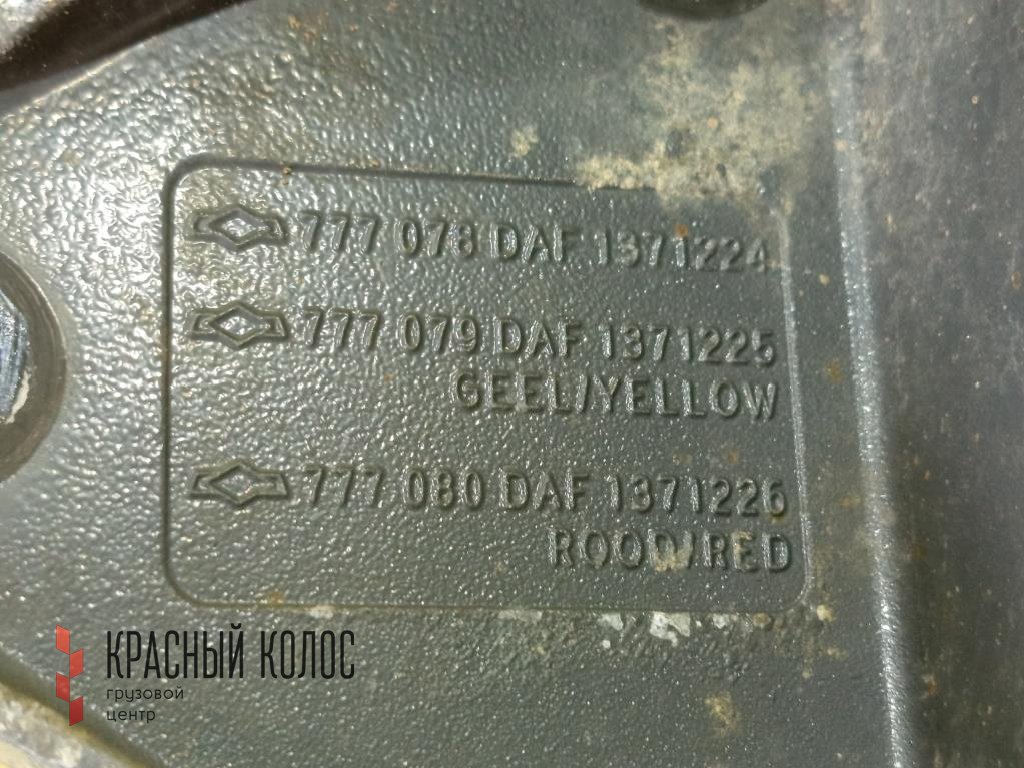 777 078 DAF 1371224
777 079 DAF 1371225
GEEL/YELLOW
777 080 DAF 1371226
ROOD/RED
КРАСНЫЙ КОЛОС
грузовой
центр